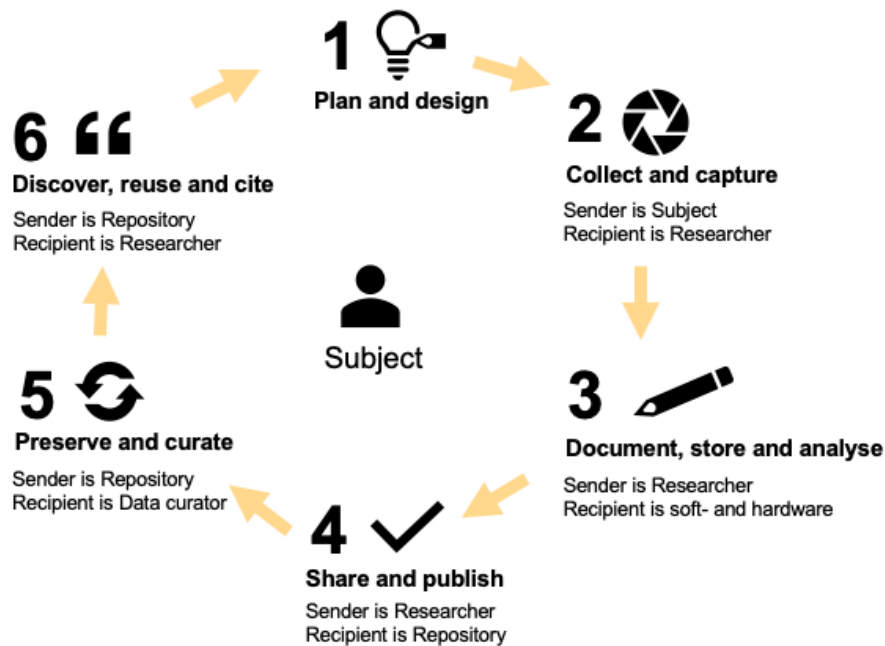 1
Plan and design
2
Collect and capture
Sender is Subject
Recipient is Researcher
3
Document, store and analyse
Sender is Researcher
Recipient is soft- and hardware
4
Share and publish
Sender is Researcher
Recipient is Repository
5
Preserve and curate
Sender is Repository
Recipient is Data curator
6
Discover, reuse and cite
Sender is Repository
Recipient is Researcher
Subject